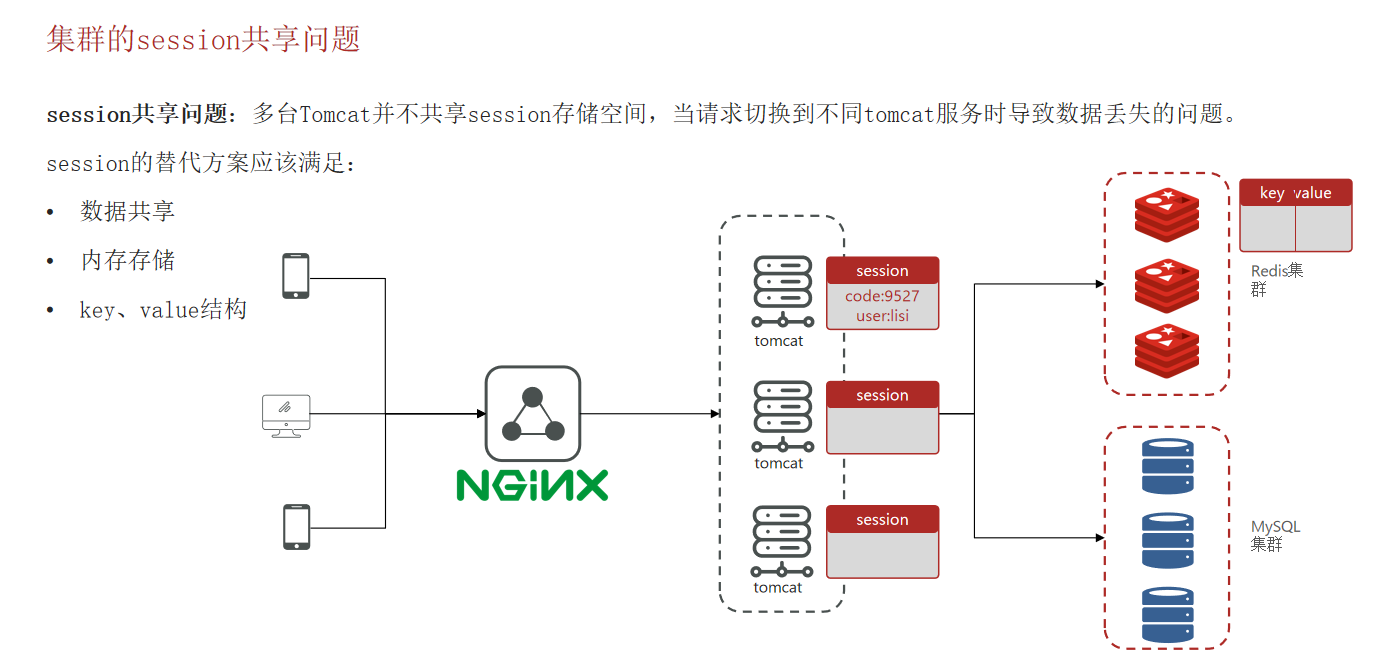 集群的session共享问题
session共享问题：多台Tomcat并不共享session存储空间，当请求切换到不同tomcat服务时导致数据丢失的问题。
session的替代方案应该满足：
• 数据共享
• 内存存储
• key、value结构
NGINX
session
code:9527
user:lisi
tomcat
session
tomcat
session
tomcat
key value
Redis集
群
MySQL
集群